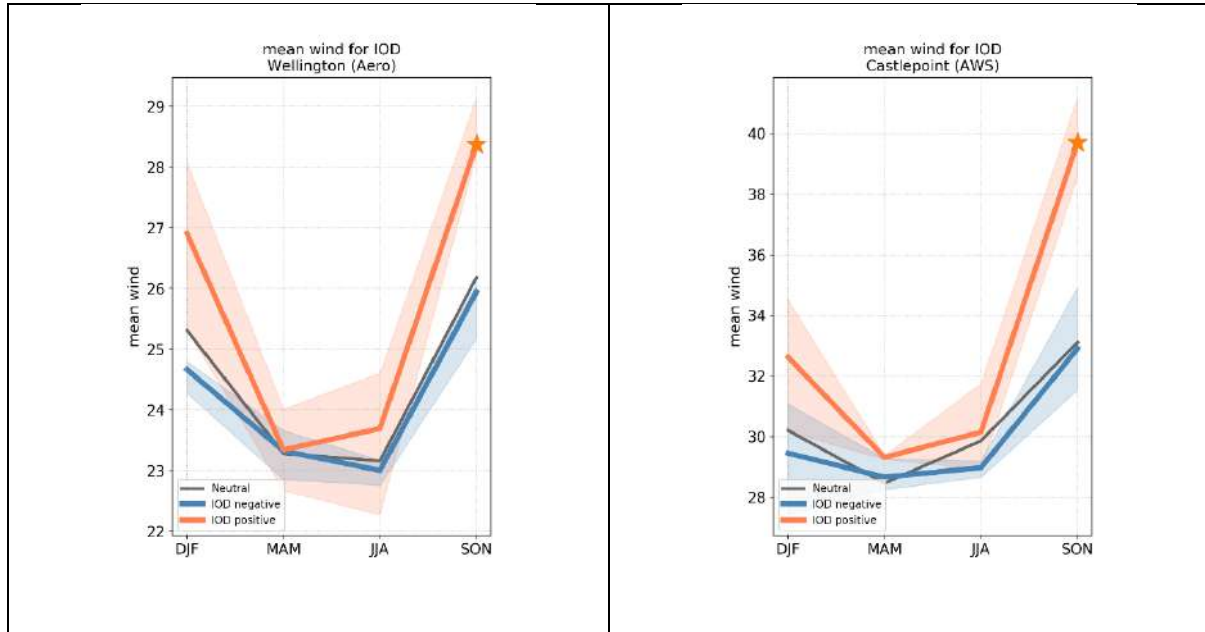 mean wind for IOD
Wellington (Aero)
29
28
27
26
25
24
23
22
mean wind
Neutral
IOD negative
IOD positive
DJF
MAM
JJA
SON
mean wind for IOD
Castlepoint (AWS)
40
38
36
34
32
30
28
mean wind
Neutral
IOD negative
IOD positive
DJF
MAM
JJA
SON